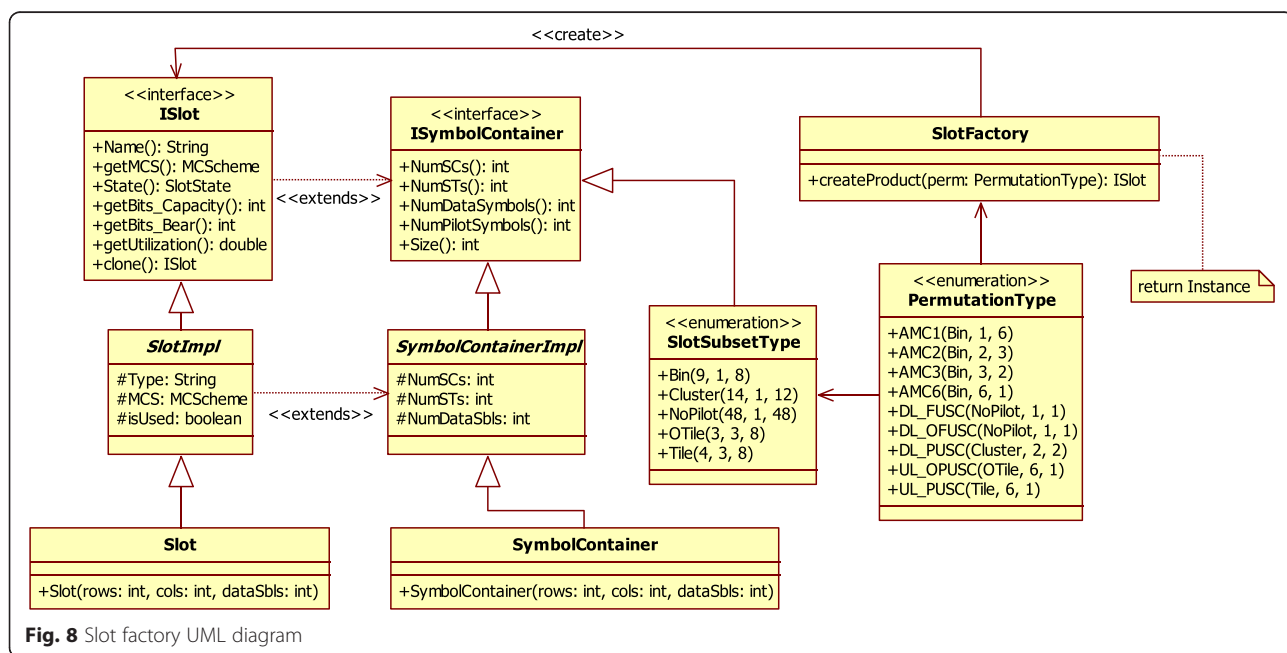 <<create>>
<<interface>>
ISlot
+Name(): String
+getMCS(): MCScheme
+State(): SlotState
+getBits_Capacity(): int
+getBits_Bear(): int
+getUtilization(): double
+clone(): ISlot
<<extends>>
<<interface>>
ISymbolContainer
+NumSCs(): int
+NumSTs(): int
+NumDataSymbols(): int
+NumPilotSymbols(): int
+Size(): int
SlotFactory
+createProduct(perm: PermutationType): ISlot
return Instance
<<enumeration>>
PermutationType
+AMC1(Bin, 1, 6)
+AMC2(Bin, 2, 3)
+AMC3(Bin, 3, 2)
+AMC6(Bin, 6, 1)
+DL_FUSC(NoPilot, 1, 1)
+DL_OFUSC(NoPilot, 1, 1)
+DL_PUSC(Cluster, 2, 2)
+UL_OPUSC(OTile, 6, 1)
+UL_PUSC(Tile, 6, 1)
<<enumeration>>
SlotSubsetType
+Bin(9, 1, 8)
+Cluster(14, 1, 12)
+NoPilot(48, 1, 48)
+OTile(3, 3, 8)
+Tile(4, 3, 8)
SlotImpl
#Type: String
#MCS: MCScheme
#isUsed: boolean
<<extends>>
SymbolContainerImpl
#NumSCs: int
#NumSTs: int
#NumDataSbls: int
Slot
+Slot(rows: int, cols: int, dataSbls: int)
SymbolContainer
+SymbolContainer(rows: int, cols: int, dataSbls: int)
Fig. 8 Slot factory UML diagram